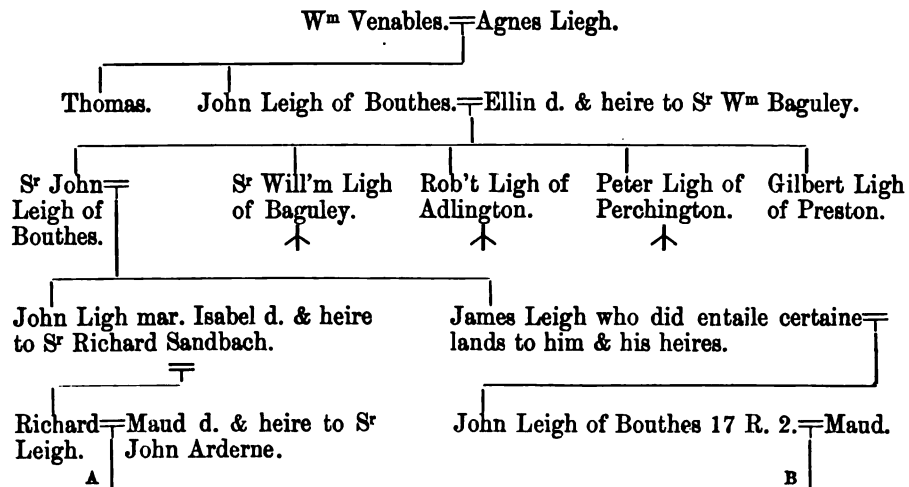 Wm Venables. Agnes Liegh.
Thomas. John Leigh of Bouthes. Ellin d. & heire to Sr Wm Baguley.
Sr John
Leigh of
Bouthes.
Sr Will'm Ligh
of Baguley.
Rob't Ligh of
Adlington.
Peter Ligh of
Perchington.
Gilbert Ligh
of Preston.
John Ligh mar. Isabel d. & heire
to Sr Richard Sandbach.
James Leigh who did entaile certaine
lands to him & his heires.
Richard
Leigh.
Maud d. & heire to Sr
John Arderne.
John Leigh of Bouthes 17 R. 2. Maud.
A
B